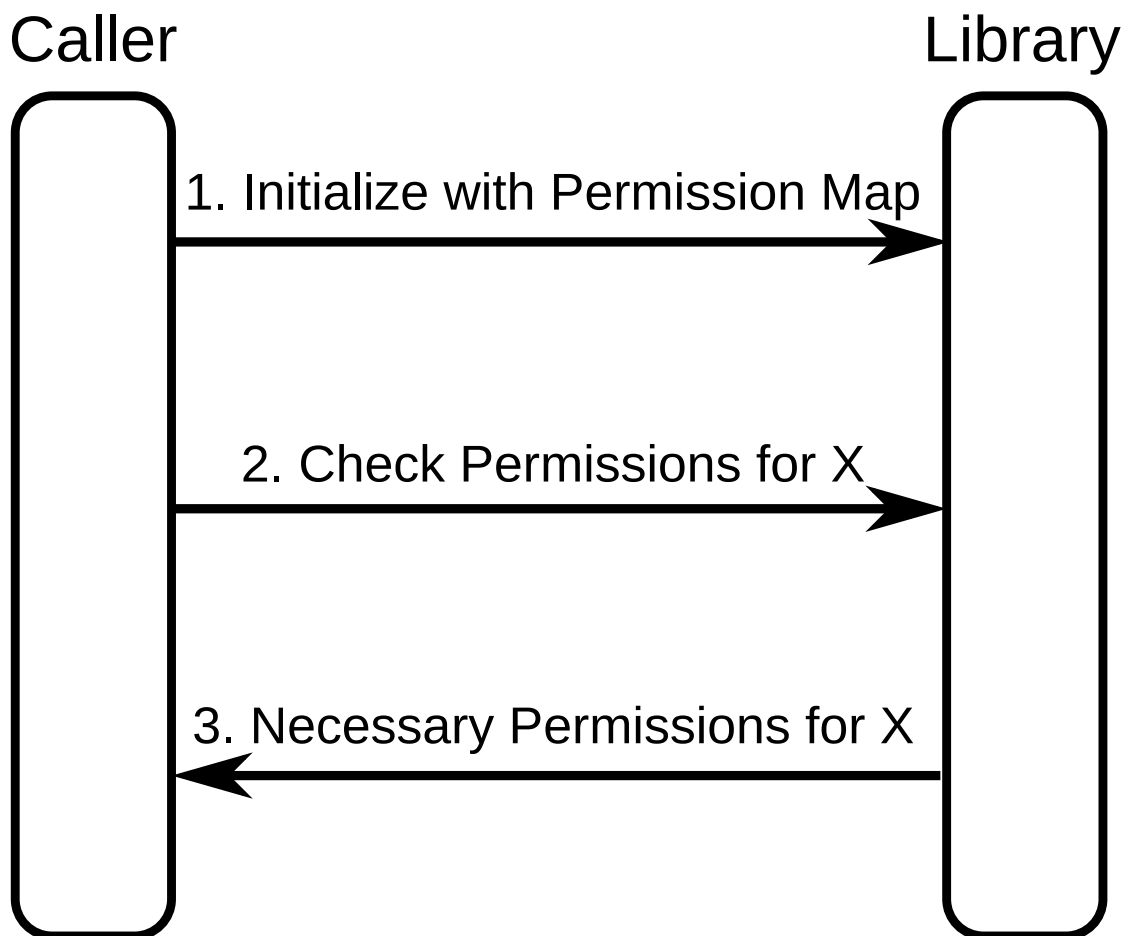 Caller
Library
1. Initialize with Permission Map
2. Check Permissions for X
3. Necessary Permissions for X